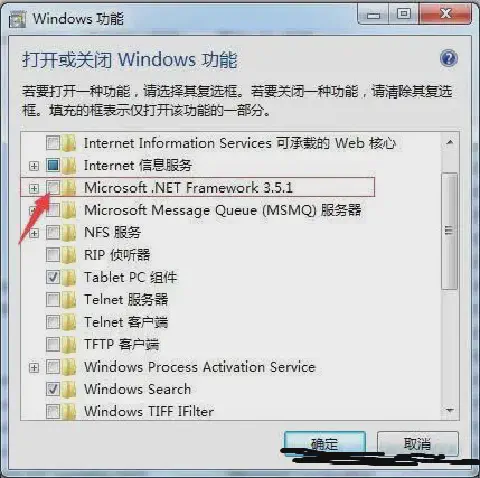 Windows 功能
打开或关闭 Windows 功能
若要打开一种功能，请选择其复选框。若要关闭一种功能，请清除其复选
框。填充的框表示仅打开该功能的一部分。
Internet Information Services 可承载的 Web 核心
Internet 信息服务
Microsoft .NET Framework 3.5.1
Microsoft Message Queue (MSMQ) 服务器
NFS 服务
RIP 侦听器
Tablet PC 组件
Telnet 服务器
Telnet 客户端
TFTP 客户端
Windows Process Activation Service
Windows Search
Windows TIFF IFilter
确定
取消